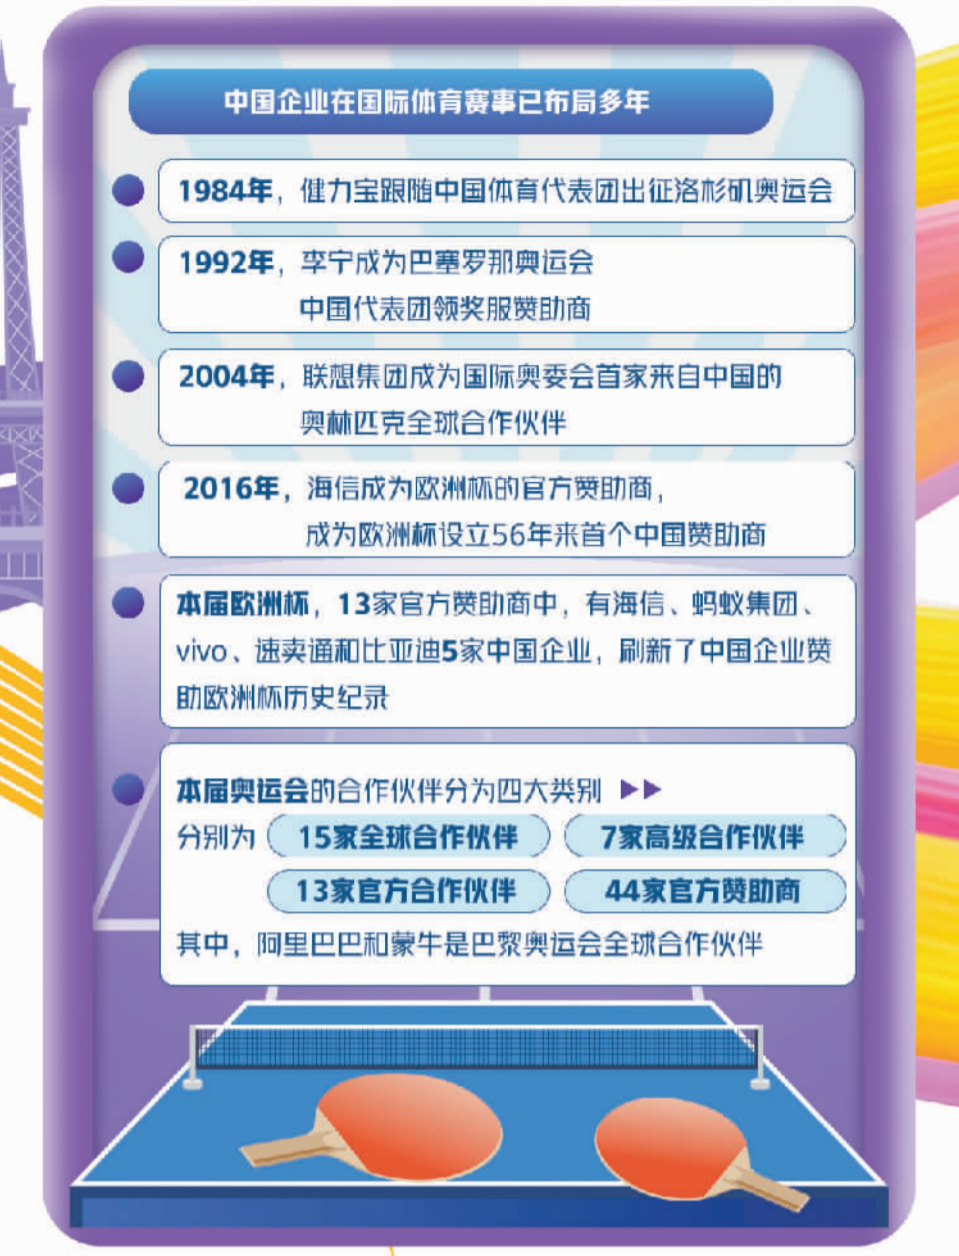 中国企业在国际体育赛事已布局多年
1984年，健力宝跟随中国体育代表团出征洛杉矶奥运会
1992年，李宁成为巴塞罗那奥运会
中国代表团领奖服赞助商
2004年，联想集团成为国际奥委会首家来自中国的
奥林匹克全球合作伙伴
2016年，海信成为欧洲杯的官方赞助商，
成为欧洲杯设立56年来首个中国赞助商
本届欧洲杯，13家官方赞助商中，有海信、蚂蚁集团、
vivo、速卖通和比亚迪5家中国企业，刷新了中国企业赞
助欧洲杯历史纪录
本届奥运会的合作伙伴分为四大类别
分别为 15家全球合作伙伴 7家高级合作伙伴
13家官方合作伙伴 44家官方赞助商
其中，阿里巴巴和蒙牛是巴黎奥运会全球合作伙伴